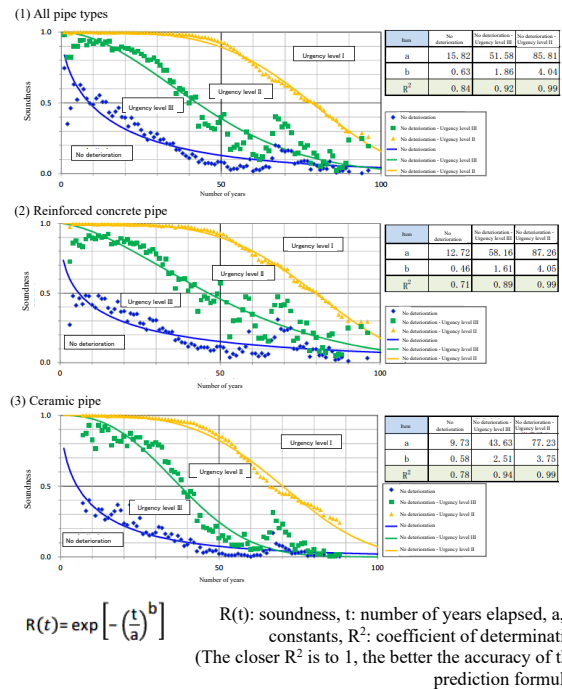 (1) All pipe types
1.0
0.5
0.0
Soundness
Urgency level I
Urgency level II
Urgency level III
No deterioration
1
50
100
Number of years
Item No deterioration No deterioration - Urgency level III No deterioration - Urgency level II
a 15.82 51.58 85.81
b 0.63 1.86 4.04
R2 0.84 0.92 0.99
No deterioration
No deterioration - Urgency level III
No deterioration - Urgency level II
No deterioration
No deterioration - Urgency level III
No deterioration - Urgency level II
(2) Reinforced concrete pipe
1.0
0.5
0.0
Soundness
Urgency level I
Urgency level II
Urgency level III
No deterioration
0
50
100
Number of years
Item No deterioration No deterioration - Urgency level III No deterioration - Urgency level II
a 12.72 58.16 87.26
b 0.46 1.61 4.05
R2 0.71 0.89 0.99
No deterioration
No deterioration - Urgency level III
No deterioration - Urgency level II
No deterioration
No deterioration - Urgency level III
No deterioration - Urgency level II
(3) Ceramic pipe
1.0
0.5
0.0
Soundness
Urgency level I
Urgency level II
Urgency level III
No deterioration
0
50
100
Number of years
Item No deterioration No deterioration - Urgency level III No deterioration - Urgency level II
a 9.73 43.63 77.23
b 0.58 2.51 3.75
R2 0.78 0.94 0.99
No deterioration
No deterioration - Urgency level III
No deterioration - Urgency level II
No deterioration
No deterioration - Urgency level III
No deterioration - Urgency level II
R(t)=exp[-(t/a)^b]
R(t): soundness, t: number of years elapsed, a,
constants, R2: coefficient of determinati
(The closer R2 is to 1, the better the accuracy of t
prediction formul